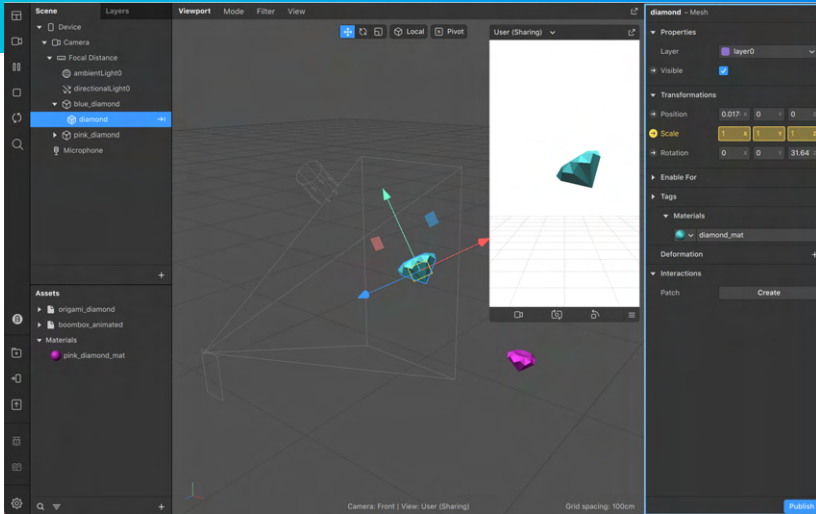 Scene Layers
Device
Camera
Focal Distance
ambientLight0
directionalLight0
blue_diamond
diamond
pink_diamond
Microphone
Assets
origami_diamond
boombox_animated
Materials
pink_diamond_mat
Viewport Mode Filter View
Local Pivot
User (Sharing)
Camera: Front | View: User (Sharing) Grid spacing: 100cm
diamond – Mesh
Properties
Layer layer0
Visible
Transformations
Position 0.017 X 0 Y 0 Z
Scale 1 X 1 Y 1 Z
Rotation 0 X 0 Y 31.64 Z
Enable For
Tags
Materials
diamond_mat
Deformation
Interactions
Patch Create
Publish